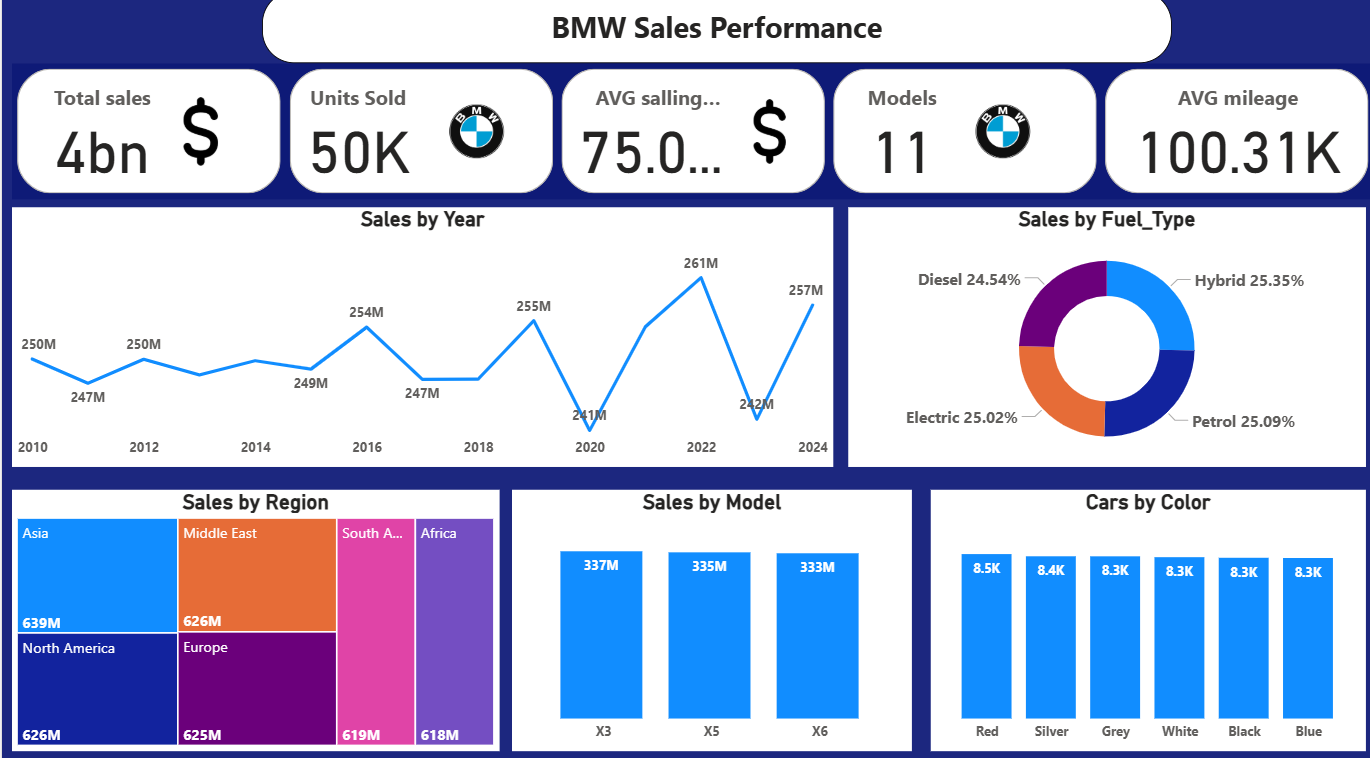 BMW Sales Performance
Total sales
4bn
$
Units Sold
50K
BMW
AVG salling...
75.0...
$
Models
11
BMW
AVG mileage
100.31K
Sales by Year
261M
257M
254M
255M
250M
250M
249M
247M
247M
241M
242M
2010 2012 2014 2016 2018 2020 2022 2024
Sales by Fuel_Type
Diesel 24.54%
Hybrid 25.35%
Electric 25.02%
Petrol 25.09%
Sales by Region
Asia
639M
North America
626M
Middle East
626M
Europe
625M
South A...
619M
Africa
618M
Sales by Model
337M 335M 333M
X3 X5 X6
Cars by Color
8.5K 8.4K 8.3K 8.3K 8.3K 8.3K
Red Silver Grey White Black Blue